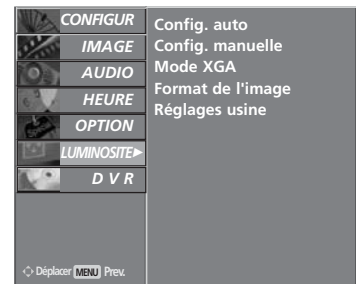 CONFIGUR
IMAGE
AUDIO
HEURE
OPTION
LUMINOSITE►
D V R
Déplacer MENU Prev.
Config. auto
Config. manuelle
Mode XGA
Format de l'image
Réglages usine